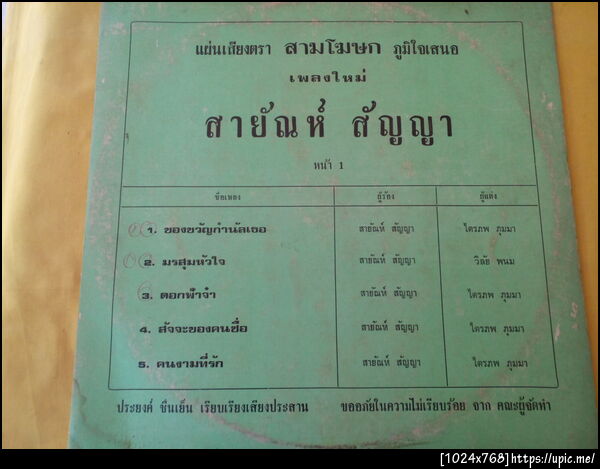 แผ่นเสียงตรา สามโฆษก ภูมิใจเสนอ
เพลงใหม่
สายัณห์ สัญญา
หน้า 1
ชื่อเพลง ผู้ร้อง ผู้แต่ง
1. ของขวัญกำนัลเธอ สายัณห์ สัญญา ไตรภพ ภุมมา
2. มรสุมหัวใจ สายัณห์ สัญญา วิลัย พนม
3. ดอกฟ้าจ๋า สายัณห์ สัญญา ไตรภพ ภุมมา
4. สัจจะของคนซื่อ สายัณห์ สัญญา ไตรภพ ภุมมา
5. คนงามที่รัก สายัณห์ สัญญา ไตรภพ ภุมมา
ประยงค์ ชื่นเย็น เรียบเรียงเสียงประสาน ขออภัยในความไม่เรียบร้อย จาก คณะผู้จัดทำ
[1024x768]https://upic.me/